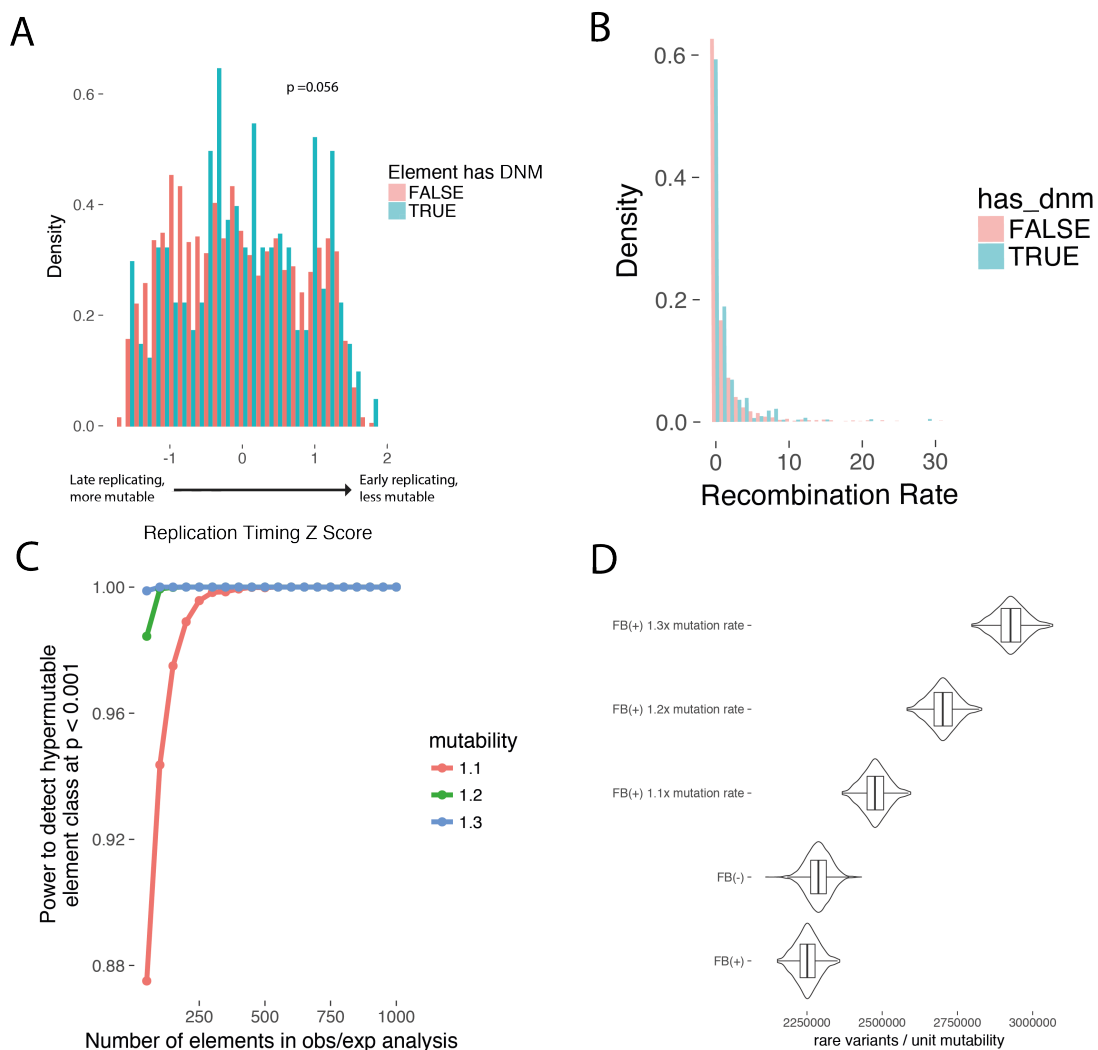 A
p =0.056
0.6
0.4
0.2
0.0
Density
Element has DNM
FALSE
TRUE
-1
0
1
2
Late replicating,
more mutable
Early replicating,
less mutable
Replication Timing Z Score
B
0.6
0.4
0.2
0.0
Density
has_dnm
FALSE
TRUE
0
10
20
30
Recombination Rate
C
1.00
0.96
0.92
0.88
Power to detect hypermutable
element class at p < 0.001
mutability
1.1
1.2
1.3
250
500
750
1000
Number of elements in obs/exp analysis
D
FB(+) 1.3x mutation rate
FB(+) 1.2x mutation rate
FB(+) 1.1x mutation rate
FB(-)
FB(+)
2250000
2500000
2750000
3000000
rare variants / unit mutability